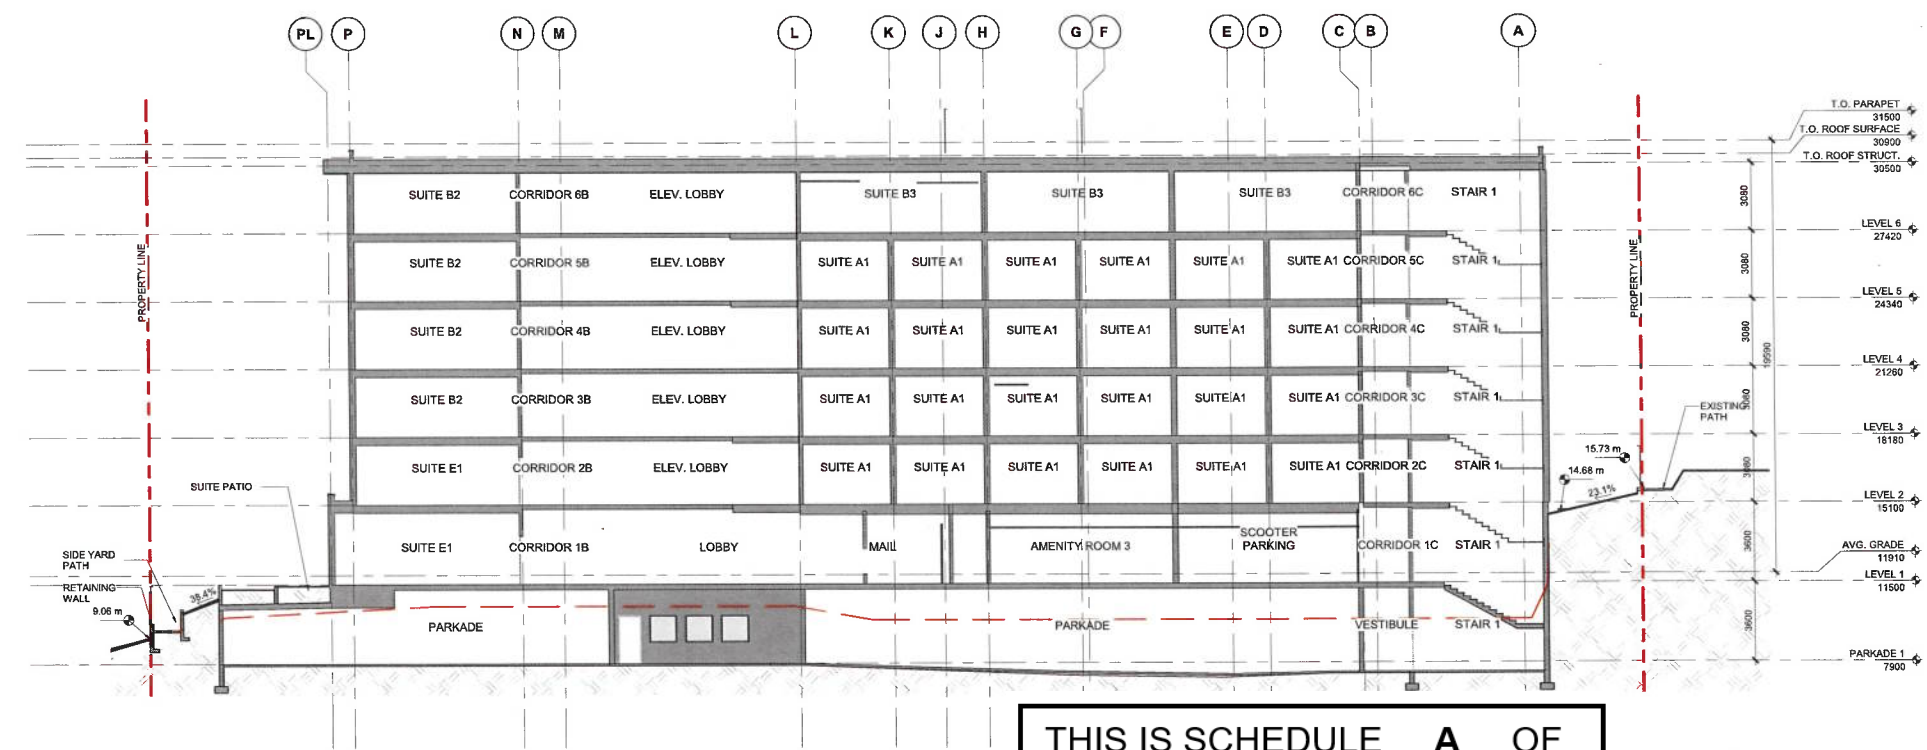 PL P N M L K J H G F E D C B A
T.O. PARAPET
31500
T.O. ROOF SURFACE
30900
T.O. ROOF STRUCT.
30500
SUITE B2 CORRIDOR 6B ELEV. LOBBY SUITE B3 SUITE B3 SUITE B3 CORRIDOR 6C STAIR 1
3080
LEVEL 6
27420
SUITE B2 CORRIDOR 5B ELEV. LOBBY SUITE A1 SUITE A1 SUITE A1 SUITE A1 SUITE A1 SUITE A1 CORRIDOR 5C STAIR 1
3080
PROPERTY LINE
PROPERTY LINE
LEVEL 5
24340
SUITE B2 CORRIDOR 4B ELEV. LOBBY SUITE A1 SUITE A1 SUITE A1 SUITE A1 SUITE A1 SUITE A1 CORRIDOR 4C STAIR 1
3080
19590
LEVEL 4
21260
SUITE B2 CORRIDOR 3B ELEV. LOBBY SUITE A1 SUITE A1 SUITE A1 SUITE A1 SUITE A1 SUITE A1 CORRIDOR 3C STAIR 1
3080
EXISTING
PATH
LEVEL 3
18180
SUITE E1 CORRIDOR 2B ELEV. LOBBY SUITE A1 SUITE A1 SUITE A1 SUITE A1 SUITE A1 SUITE A1 CORRIDOR 2C STAIR 1
15.73 m
14.68 m
3080
23.1%
SUITE PATIO
LEVEL 2
15100
SUITE E1 CORRIDOR 1B LOBBY MAIL AMENITY ROOM 3 SCOOTER
PARKING CORRIDOR 1C STAIR 1
3600
AVG. GRADE
11910
LEVEL 1
11500
SIDE YARD
PATH
RETAINING
WALL
9.06 m
38.4%
PARKADE PARKADE VESTIBULE STAIR 1
3600
PARKADE 1
7900
THIS IS SCHEDULE A OF